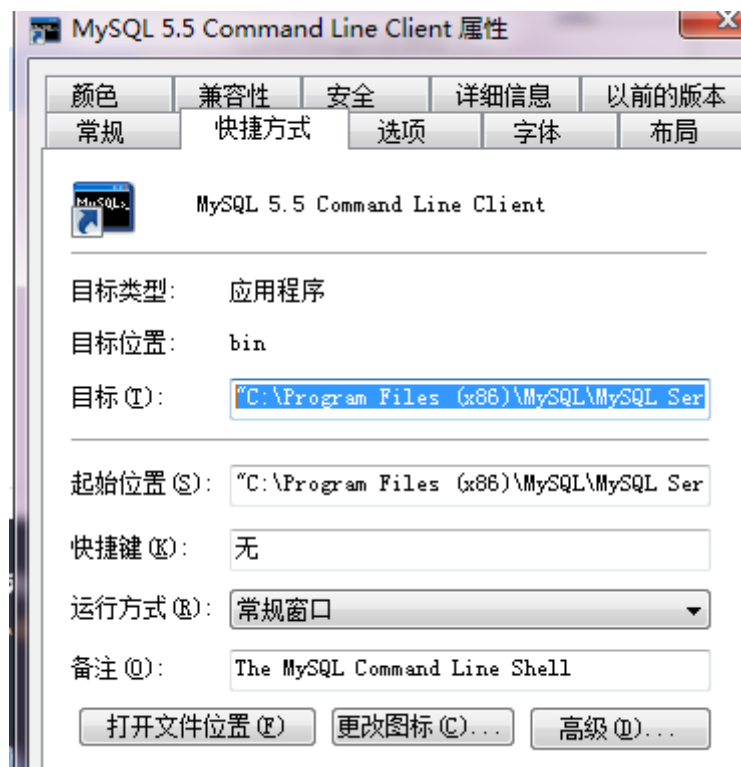 MySQL 5.5 Command Line Client 属性
颜色 兼容性 安全 详细信息 以前的版本
常规 快捷方式 选项 字体 布局
MySQL 5.5 Command Line Client
目标类型: 应用程序
目标位置: bin
目标(T): "C:\Program Files (x86)\MySQL\MySQL Ser
起始位置(S): "C:\Program Files (x86)\MySQL\MySQL Ser
快捷键(K): 无
运行方式(R): 常规窗口
备注(O): The MySQL Command Line Shell
打开文件位置(F) 更改图标(C)... 高级(D)...